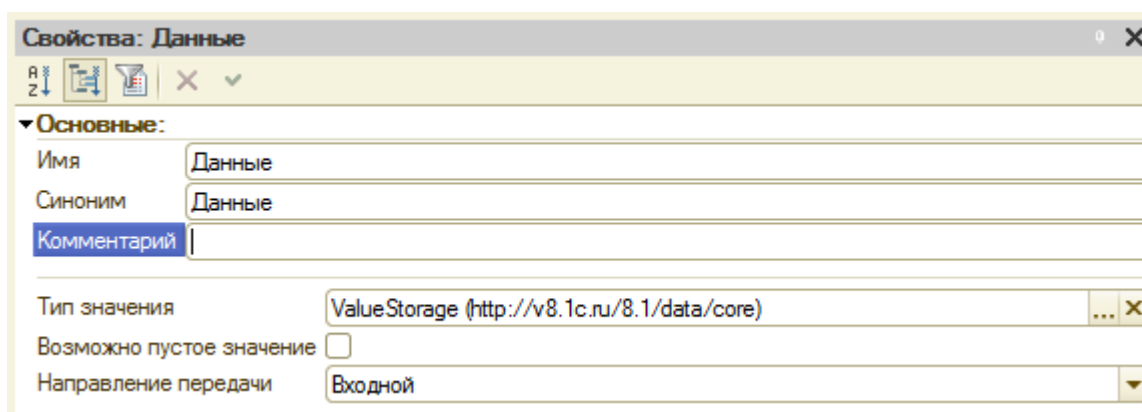 Свойства: Данные
Основные:
Имя Данные
Синоним Данные
Комментарий
Тип значения ValueStorage (http://v8.1c.ru/8.1/data/core) ...
Возможно пустое значение
Направление передачи Входной